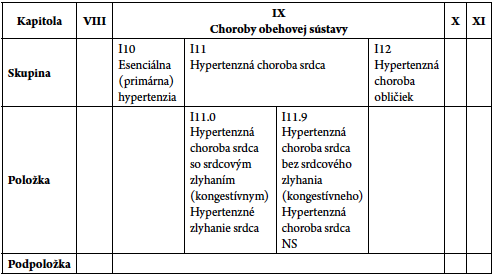 Kapitola VIII IX X XI
Choroby obehovej sústavy
Skupina
I10
Esenciálna
(primárna)
hypertenzia
I11
Hypertenzná choroba srdca
I12
Hypertenzná
choroba
obličiek
Položka
I11.0
Hypertenzná
choroba srdca
so srdcovým
zlyhaním
(kongestívnym)
Hypertenzné
zlyhanie srdca
I11.9
Hypertenzná
choroba srdca
bez srdcového
zlyhania
(kongestívneho)
Hypertenzná
choroba srdca
NS
Podpoložka